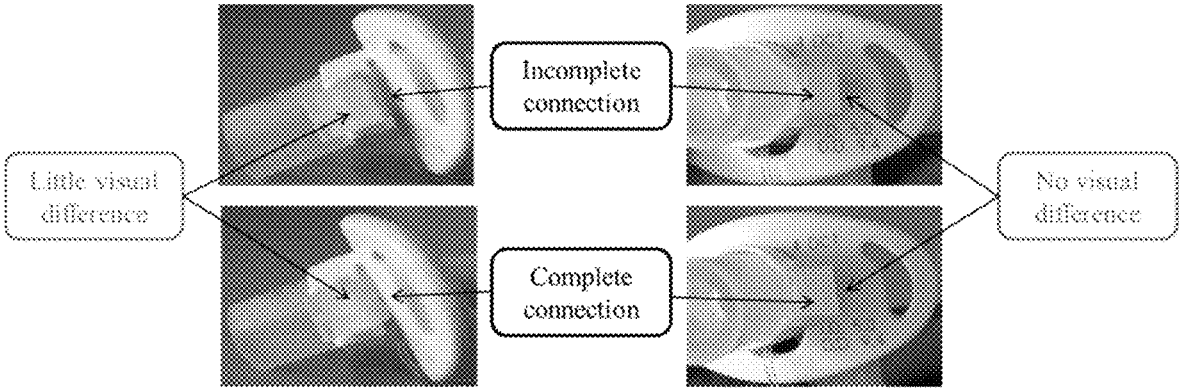 Incomplete
connection
Little visual
difference
No visual
difference
Complete
connection